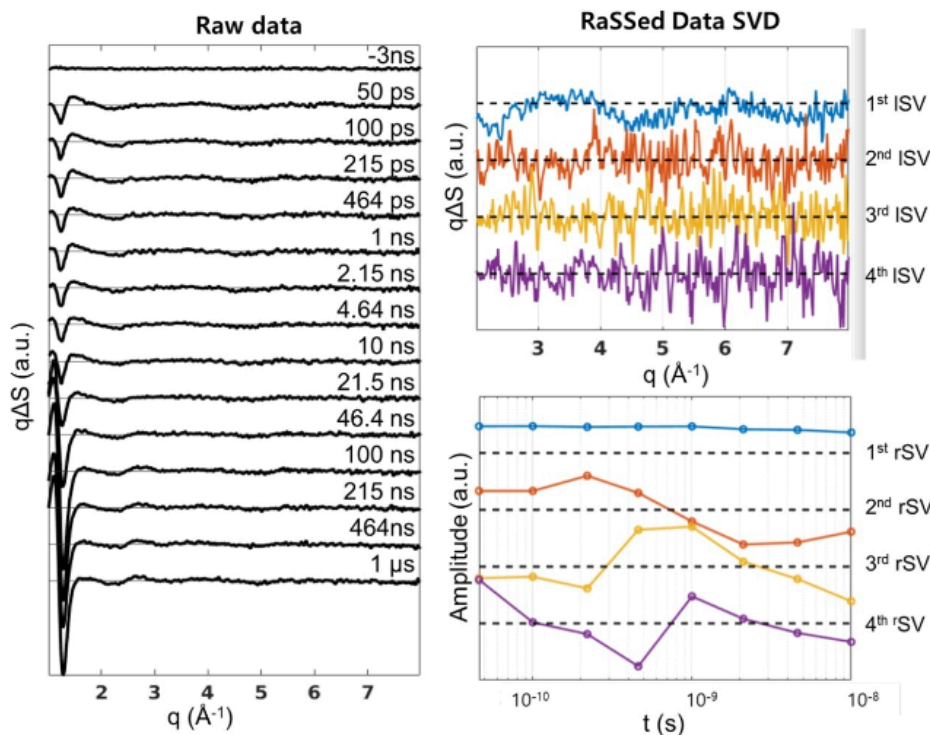 Raw data
-3ns
50 ps
100 ps
215 ps
464 ps
1 ns
2.15 ns
4.64 ns
10 ns
21.5 ns
46.4 ns
100 ns
215 ns
464ns
1 µs
qΔS (a.u.)
2 3 4 5 6 7
q (Å-1)
RaSSed Data SVD
1st lSV
2nd lSV
3rd lSV
4th lSV
qΔS (a.u.)
3 4 5 6 7
q (Å-1)
1st rSV
2nd rSV
3rd rSV
4th rSV
Amplitude (a.u.)
10-10 10-9 10-8
t (s)